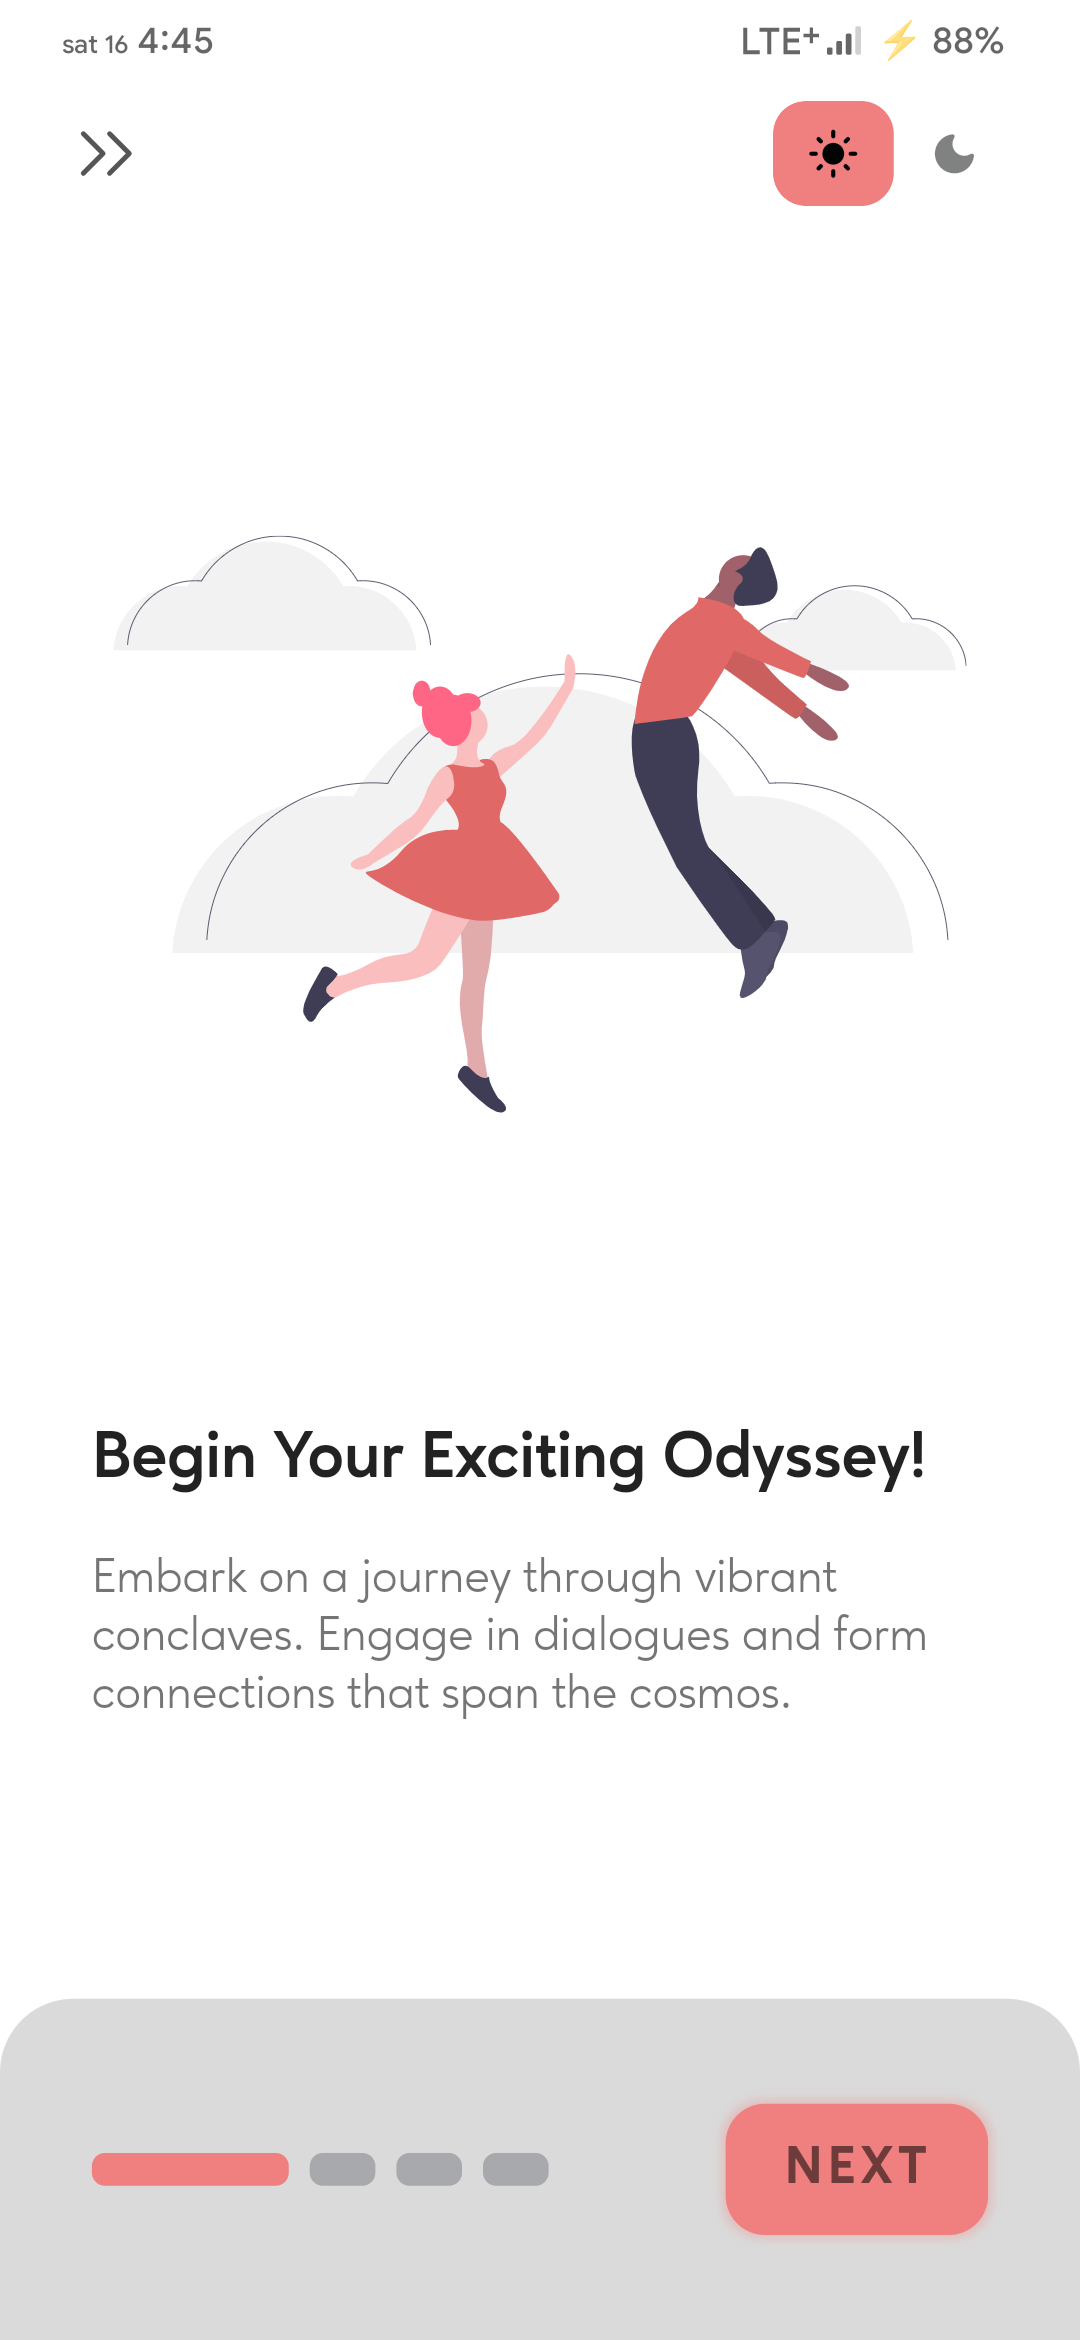 sat 16 4:45 LTE+ ⚡ 88%
Begin Your Exciting Odyssey!
Embark on a journey through vibrant
conclaves. Engage in dialogues and form
connections that span the cosmos.
NEXT